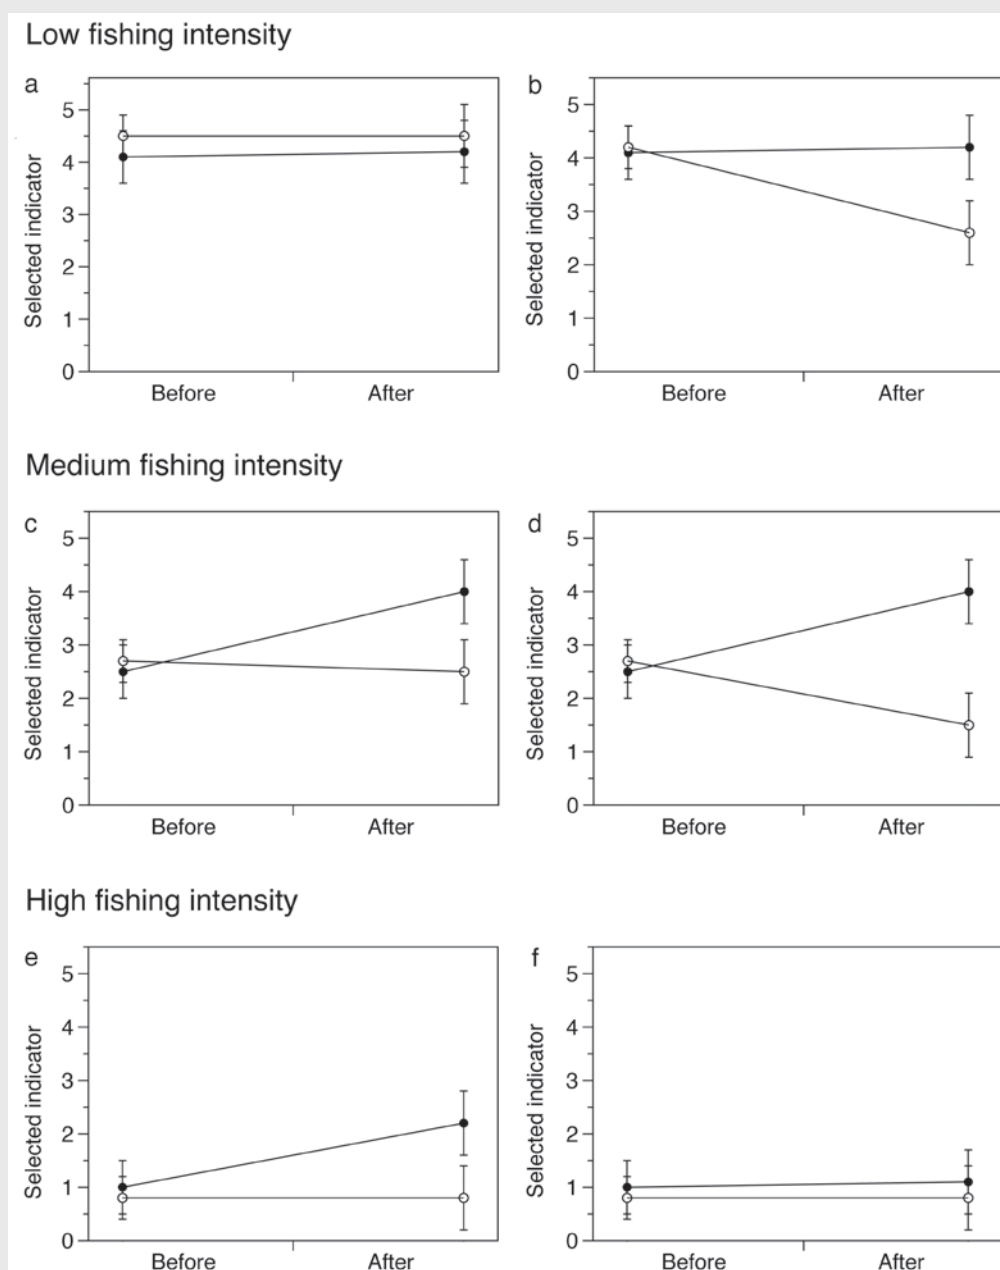 Low fishing intensity
a
b
5
4
3
2
1
0
Selected indicator
Before
After
5
4
3
2
1
0
Selected indicator
Before
After
Medium fishing intensity
c
d
5
4
3
2
1
0
Selected indicator
Before
After
5
4
3
2
1
0
Selected indicator
Before
After
High fishing intensity
e
f
5
4
3
2
1
0
Selected indicator
Before
After
5
4
3
2
1
0
Selected indicator
Before
After